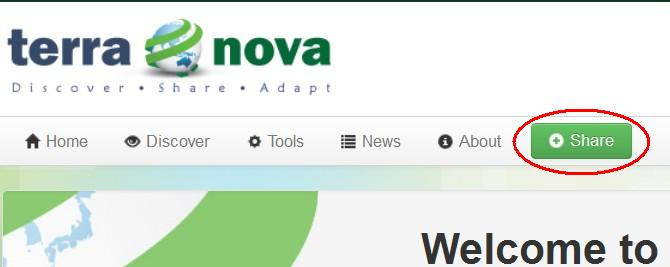 terra nova
Discover • Share • Adapt
Home Discover Tools News About Share
Welcome to